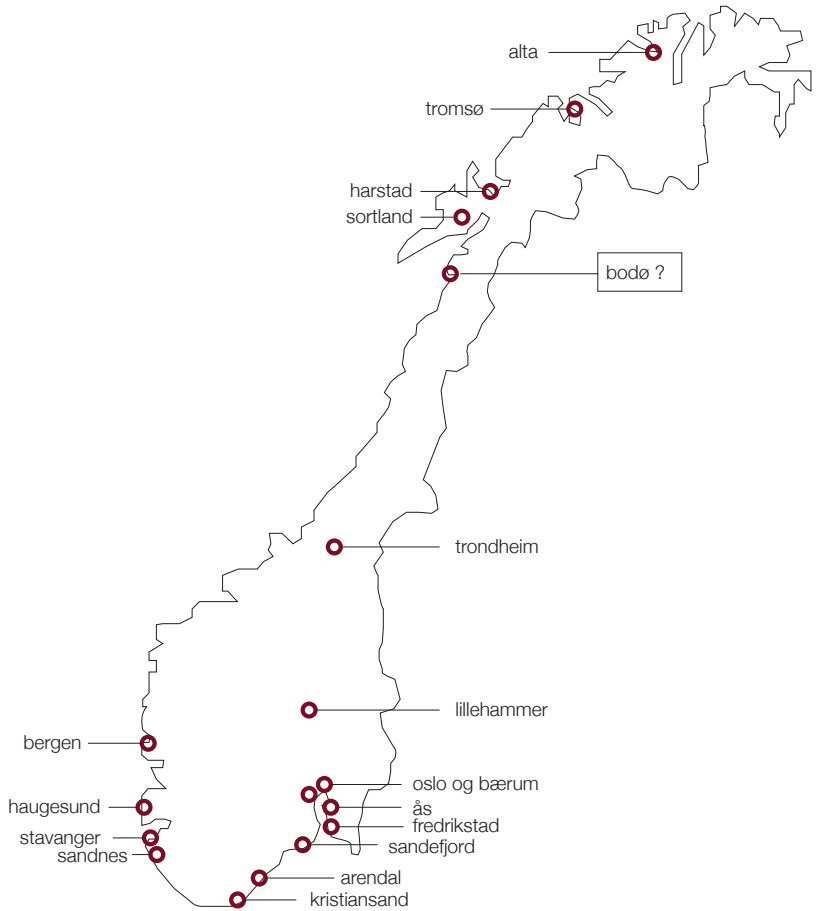 alta
tromsø
harstad
sortland
bodø ?
trondheim
lillehammer
bergen
oslo og bærum
haugesund
ås
fredrikstad
stavanger
sandefjord
sandnes
arendal
kristiansand